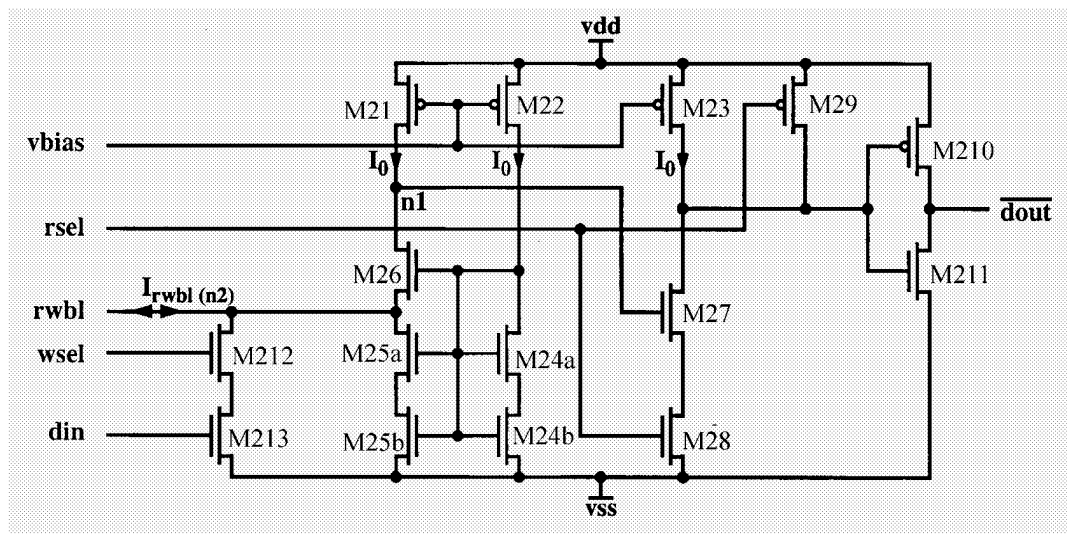 vdd
M21
M22
M23
M29
vbias
M210
I0
I0
I0
n1
dout
rsel
M26
M211
Irwbl (n2)
rwbl
M27
wsel
M212
M25a
M24a
din
M213
M25b
M24b
M28
vss